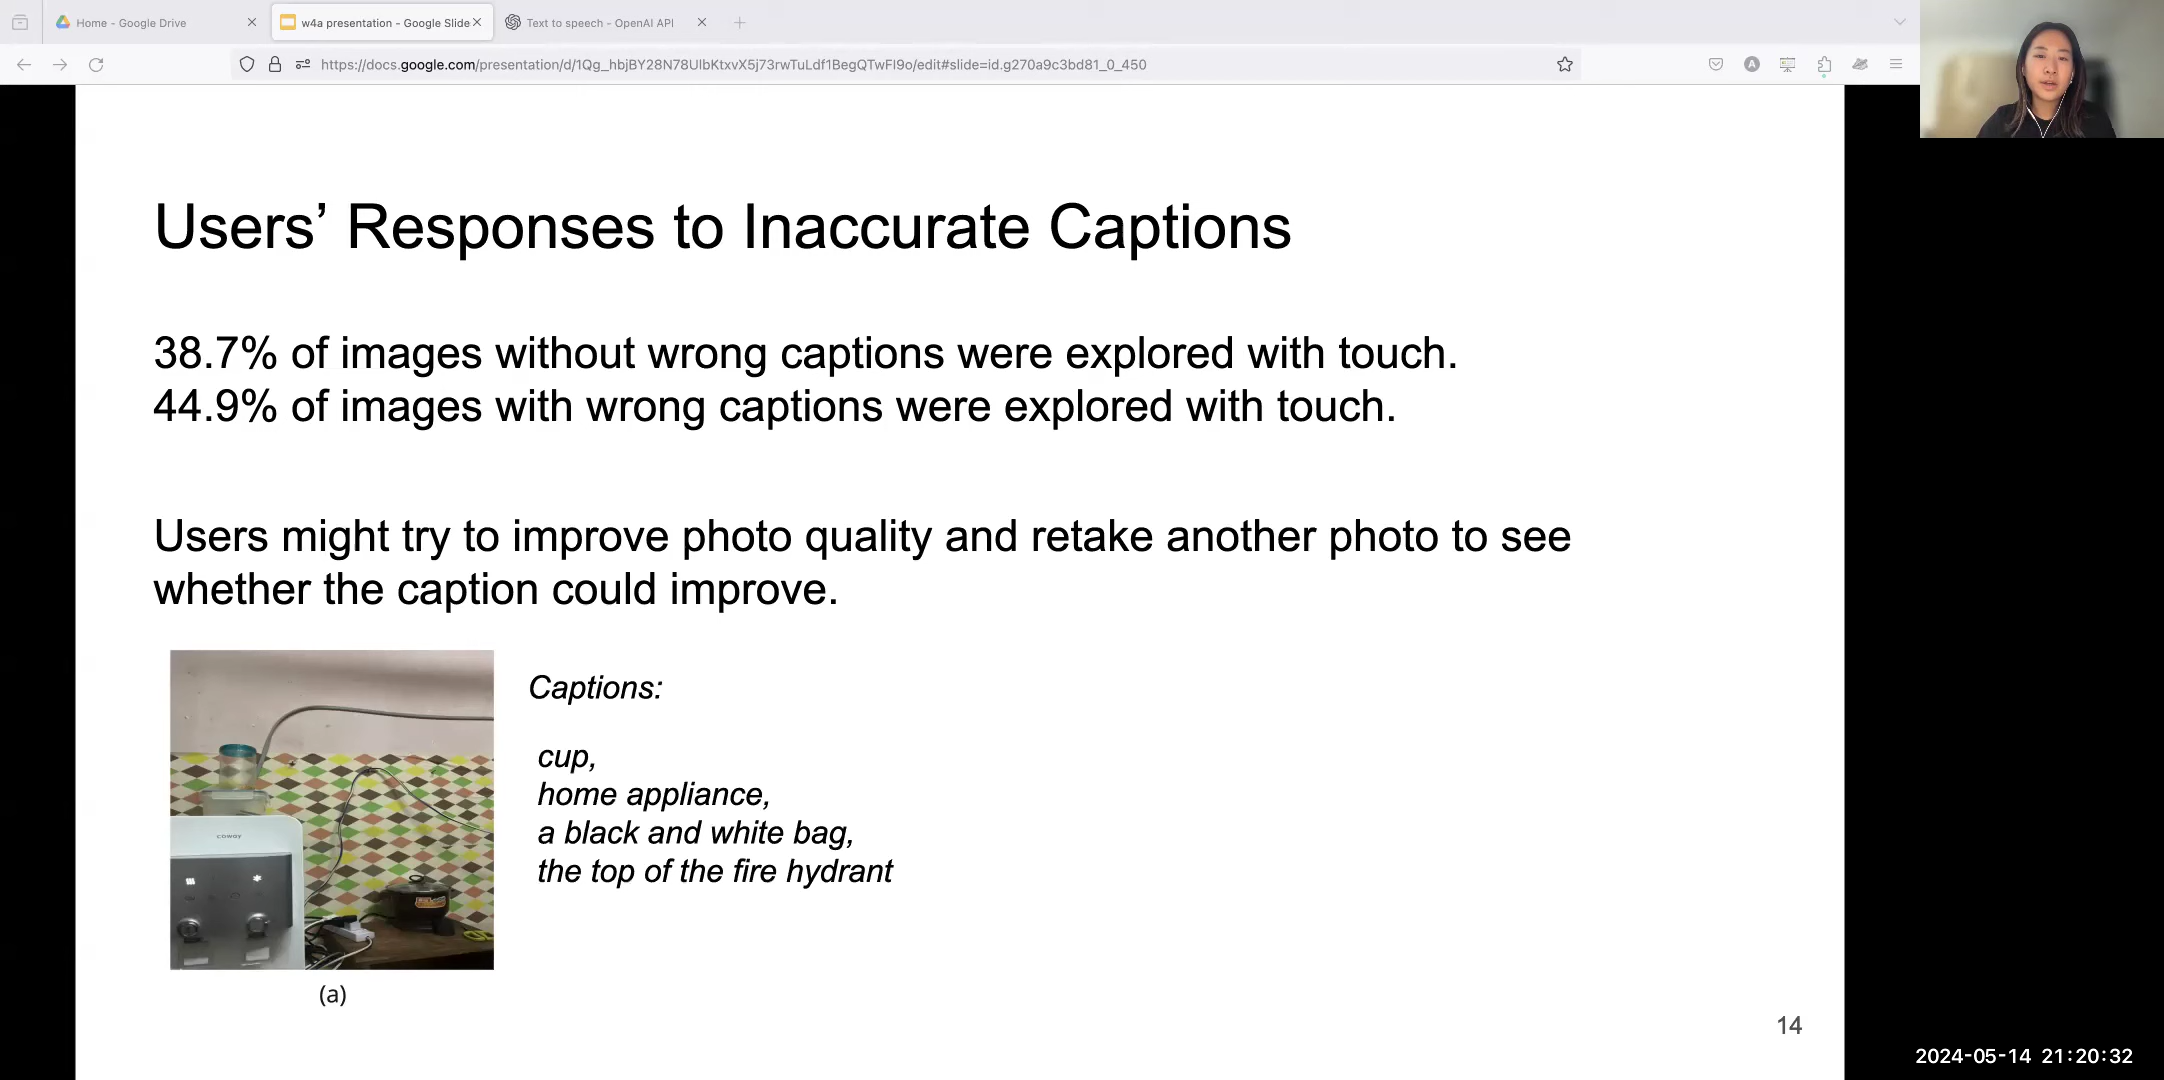 Home - Google Drive
w4a presentation - Google Slide
Text to speech - OpenAI API
https://docs.google.com/presentation/d/1Qg_hbjBY28N78UlbKtxvX5j73rwTuLdf1BegQTwFI9o/edit#slide=id.g270a9c3bd81_0_450
Users’ Responses to Inaccurate Captions
38.7% of images without wrong captions were explored with touch.
44.9% of images with wrong captions were explored with touch.
Users might try to improve photo quality and retake another photo to see
whether the caption could improve.
Captions:
cup,
home appliance,
a black and white bag,
the top of the fire hydrant
coway
(a)
14
2024-05-14 21:20:32